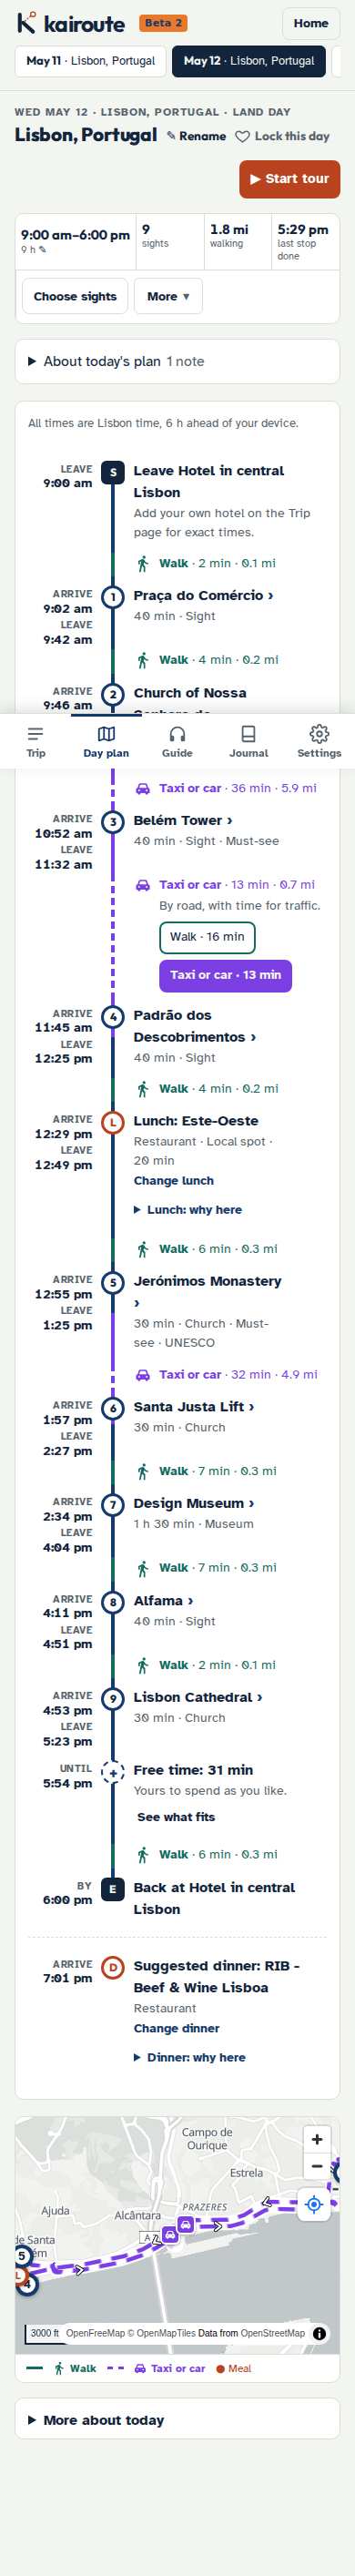 kairoute
Beta 2
Home
May 11 · Lisbon, Portugal
May 12 · Lisbon, Portugal
WED MAY 12 · LISBON, PORTUGAL · LAND DAY
Lisbon, Portugal
✎ Rename
Lock this day
▶ Start tour
9:00 am–6:00 pm
9 h ✎
9
sights
1.8 mi
walking
5:29 pm
last stop
done
Choose sights
More ▾
▶ About today's plan 1 note
All times are Lisbon time, 6 h ahead of your device.
LEAVE
9:00 am
S
Leave Hotel in central
Lisbon
Add your own hotel on the Trip
page for exact times.
Walk · 2 min · 0.1 mi
ARRIVE
9:02 am
LEAVE
9:42 am
1
Praça do Comércio ›
40 min · Sight
Walk · 4 min · 0.2 mi
ARRIVE
9:46 am
2
Church of Nossa
Trip
Day plan
Guide
Journal
Settings
Taxi or car · 36 min · 5.9 mi
ARRIVE
10:52 am
LEAVE
11:32 am
3
Belém Tower ›
40 min · Sight · Must-see
Taxi or car · 13 min · 0.7 mi
By road, with time for traffic.
Walk · 16 min
Taxi or car · 13 min
ARRIVE
11:45 am
LEAVE
12:25 pm
4
Padrão dos
Descobrimentos ›
40 min · Sight
Walk · 4 min · 0.2 mi
ARRIVE
12:29 pm
LEAVE
12:49 pm
L
Lunch: Este-Oeste
Restaurant · Local spot ·
20 min
Change lunch
▶ Lunch: why here
Walk · 6 min · 0.3 mi
ARRIVE
12:55 pm
LEAVE
1:25 pm
5
Jerónimos Monastery
›
30 min · Church · Must-
see · UNESCO
Taxi or car · 32 min · 4.9 mi
ARRIVE
1:57 pm
LEAVE
2:27 pm
6
Santa Justa Lift ›
30 min · Church
Walk · 7 min · 0.3 mi
ARRIVE
2:34 pm
LEAVE
4:04 pm
7
Design Museum ›
1 h 30 min · Museum
Walk · 7 min · 0.3 mi
ARRIVE
4:11 pm
LEAVE
4:51 pm
8
Alfama ›
40 min · Sight
Walk · 2 min · 0.1 mi
ARRIVE
4:53 pm
LEAVE
5:23 pm
9
Lisbon Cathedral ›
30 min · Church
UNTIL
5:54 pm
+
Free time: 31 min
Yours to spend as you like.
See what fits
Walk · 6 min · 0.3 mi
BY
6:00 pm
E
Back at Hotel in central
Lisbon
ARRIVE
7:01 pm
D
Suggested dinner: RIB -
Beef & Wine Lisboa
Restaurant
Change dinner
▶ Dinner: why here
Campo de
Ourique
Estrela
PRAZERES
Ajuda
Alcântara
de Santa
5
4
L
+
−
3000 ft
OpenFreeMap © OpenMapTiles Data from OpenStreetMap
Walk
Taxi or car
Meal
▶ More about today